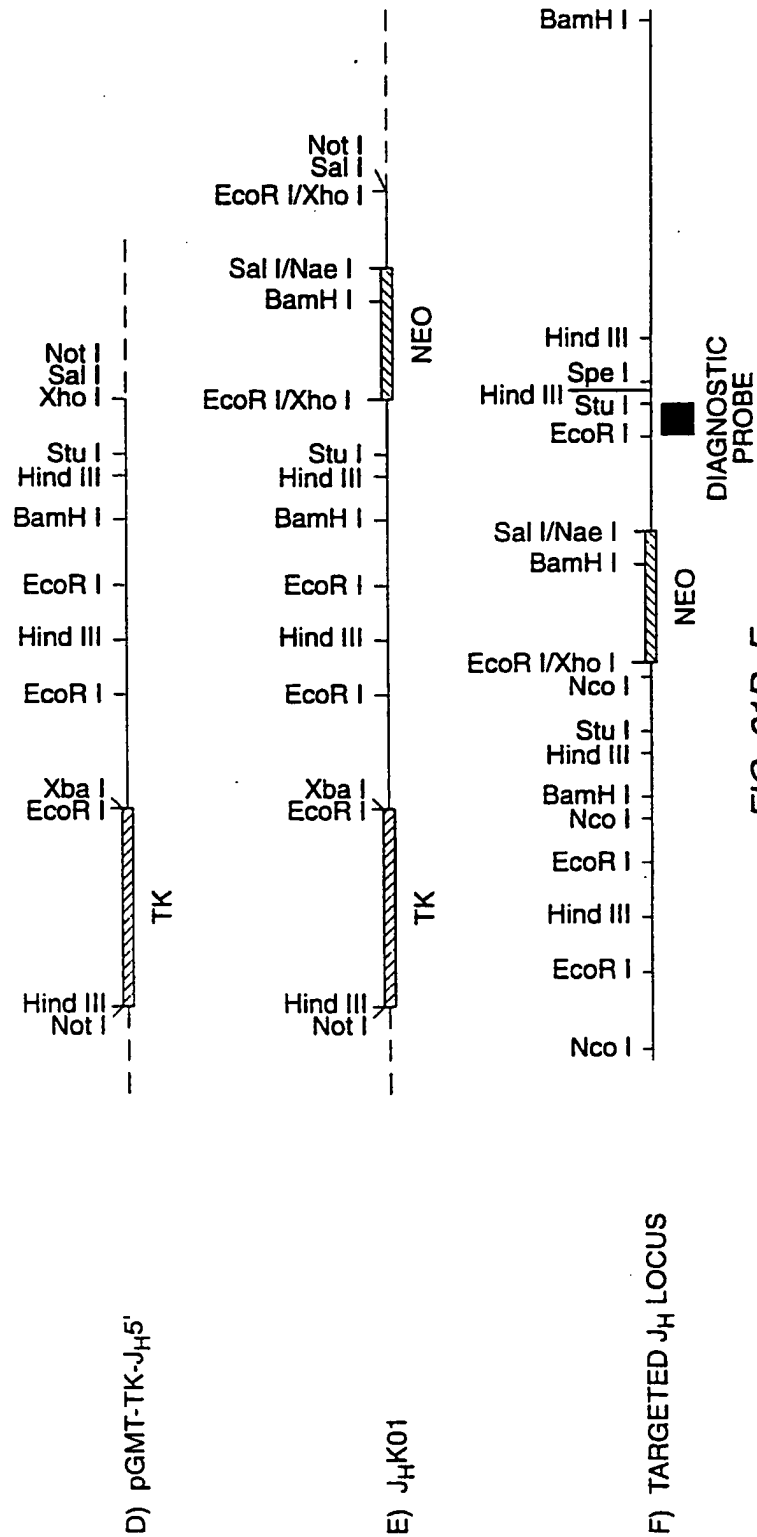 D) pGMT-TK-JH5'
Not I
Hind III
TK
EcoR I
Xba I
EcoR I
Hind III
EcoR I
BamH I
Hind III
Stu I
Xho I
Sal I
Not I
E) JHK01
Not I
Hind III
TK
EcoR I
Xba I
EcoR I
Hind III
EcoR I
BamH I
Hind III
Stu I
EcoR I/Xho I
NEO
BamH I
Sal I/Nae I
EcoR I/Xho I
Sal I
Not I
F) TARGETED JH LOCUS
Nco I
EcoR I
Hind III
EcoR I
Nco I
BamH I
Hind III
Stu I
Nco I
EcoR I/Xho I
NEO
BamH I
Sal I/Nae I
EcoR I
Stu I
Hind III
Spe I
Hind III
BamH I
DIAGNOSTIC
PROBE